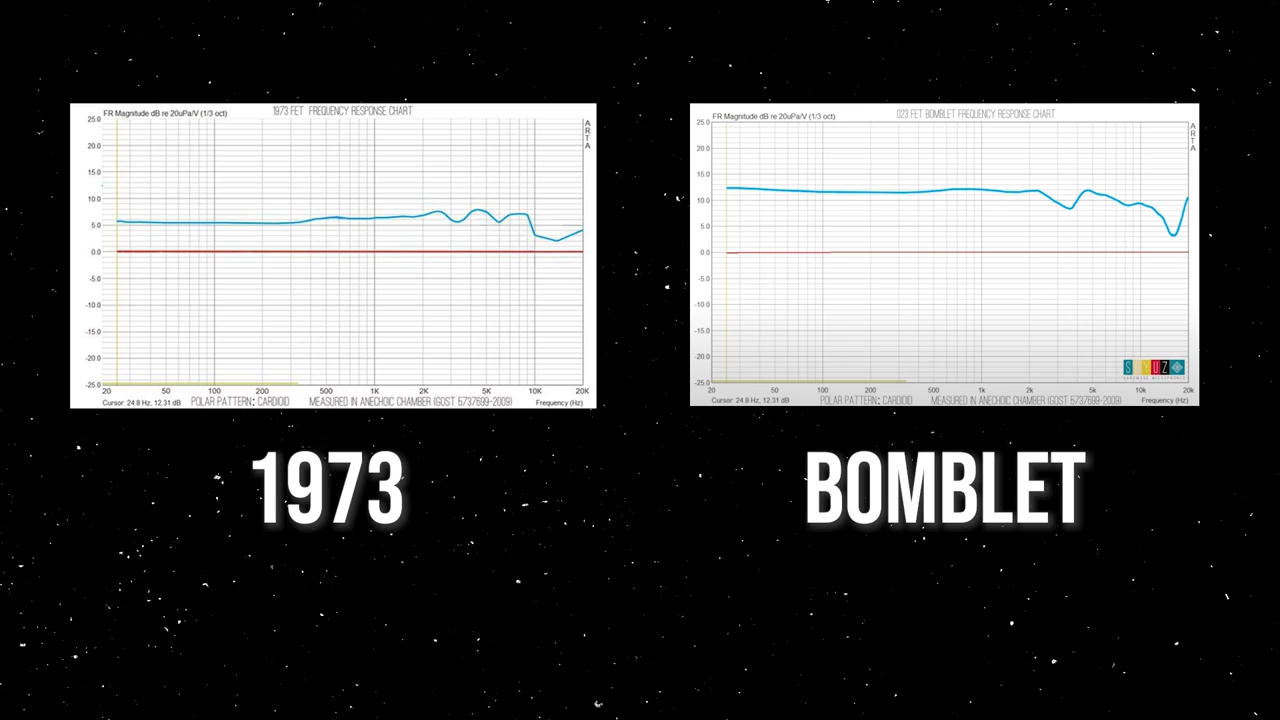 FR Magnitude dB re 20uPa/V (1/3 oct)
1973 FET FREQUENCY RESPONSE CHART
25.0
20.0
15.0
10.0
5.0
0.0
-5.0
-10.0
-15.0
-20.0
-25.0
A
R
T
A
20 50 100 200 500 1K 2K 5K 10K 20K
Cursor: 24.8 Hz, 12.31 dB
POLAR PATTERN: CARDIOID
MEASURED IN ANECHOIC CHAMBER (GOST 5737699-2009)
Frequency (Hz)
1973
FR Magnitude dB re 20uPa/V (1/3 oct)
023 FET BOMBLET FREQUENCY RESPONSE CHART
25.0
20.0
15.0
10.0
5.0
0.0
-5.0
-10.0
-15.0
-20.0
-25.0
A
R
T
A
20 50 100 200 500 1k 2k 5k 10k 20k
Cursor: 24.8 Hz, 12.31 dB
POLAR PATTERN: CARDIOID
MEASURED IN ANECHOIC CHAMBER (GOST 5737699-2009)
Frequency (Hz)
BOMBLET